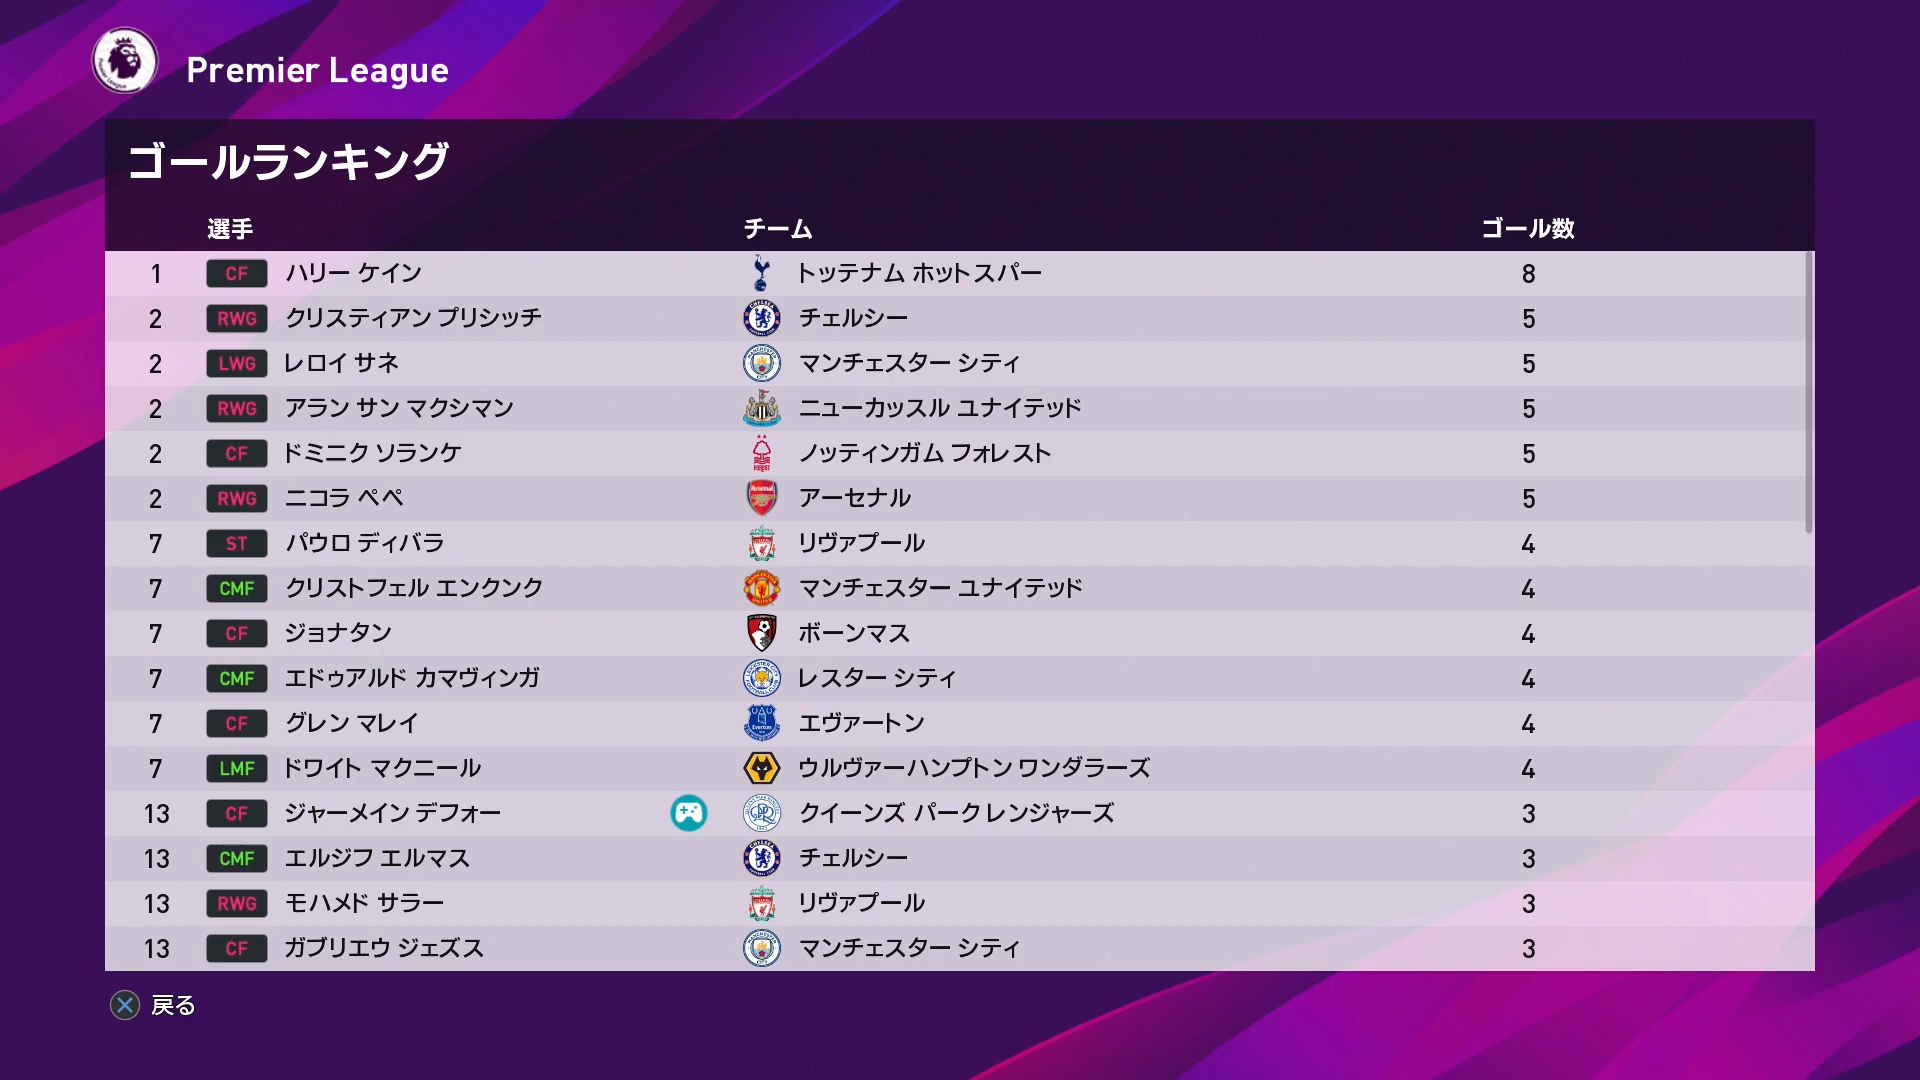 Premier League
ゴールランキング
選手 チーム ゴール数
1 CF ハリー ケイン トッテナム ホットスパー 8
2 RWG クリスティアン プリシッチ チェルシー 5
2 LWG レロイ サネ マンチェスター シティ 5
2 RWG アラン サン マクシマン ニューカッスル ユナイテッド 5
2 CF ドミニク ソランケ ノッティンガム フォレスト 5
2 RWG ニコラ ペペ アーセナル 5
7 ST パウロ ディバラ リヴァプール 4
7 CMF クリストフェル エンクンク マンチェスター ユナイテッド 4
7 CF ジョナタン ボーンマス 4
7 CMF エドゥアルド カマヴィンガ レスター シティ 4
7 CF グレン マレイ エヴァートン 4
7 LMF ドワイト マクニール ウルヴァーハンプトン ワンダラーズ 4
13 CF ジャーメイン デフォー クイーンズ パーク レンジャーズ 3
13 CMF エルジフ エルマス チェルシー 3
13 RWG モハメド サラー リヴァプール 3
13 CF ガブリエウ ジェズス マンチェスター シティ 3
戻る